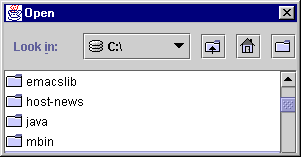 Open
Look in: C:\
emacslib
host-news
java
mbin